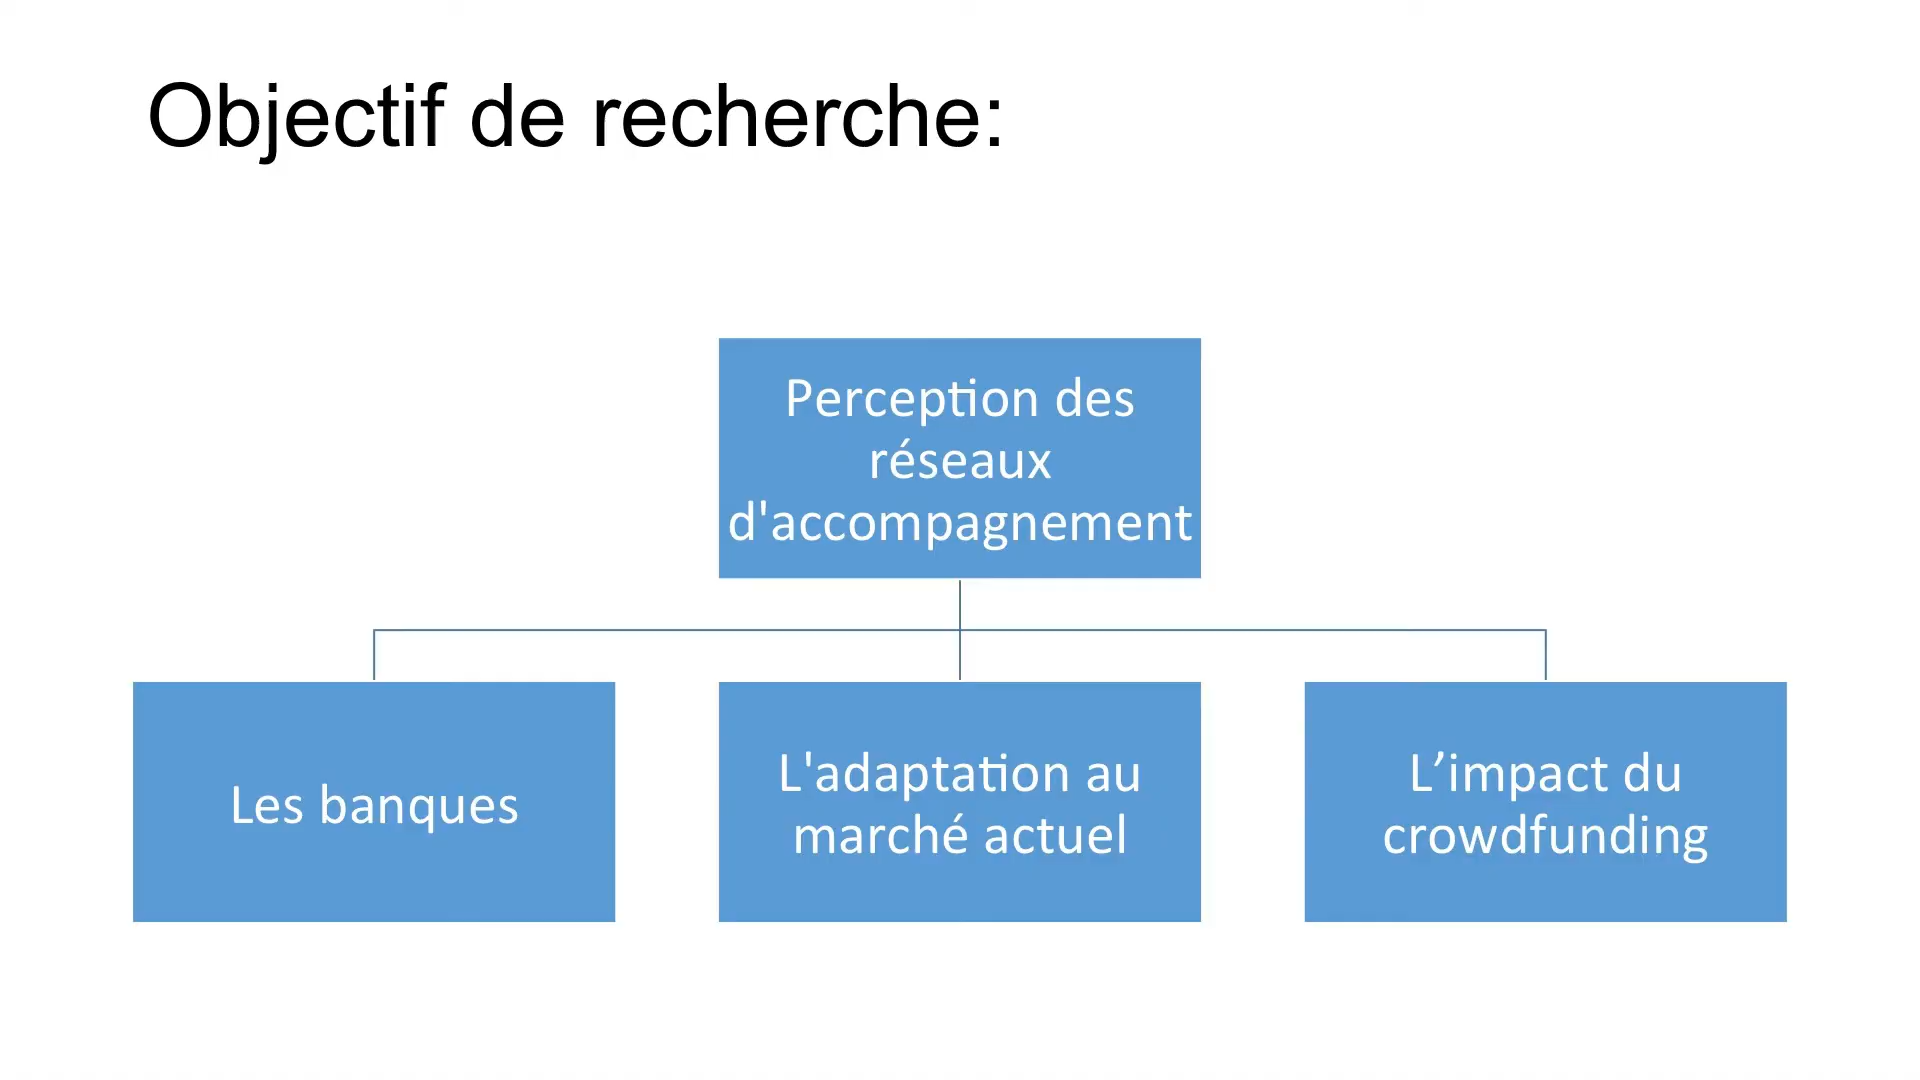 Objectif de recherche:
Perception des
réseaux
d'accompagnement
Les banques
L'adaptation au
marché actuel
L’impact du
crowdfunding